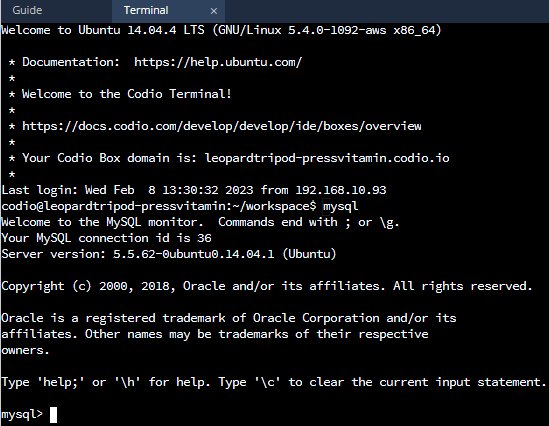 Guide
Terminal ×
Welcome to Ubuntu 14.04.4 LTS (GNU/Linux 5.4.0-1092-aws x86_64)
* Documentation:  https://help.ubuntu.com/
*
* Welcome to the Codio Terminal!
*
* https://docs.codio.com/develop/develop/ide/boxes/overview
*
* Your Codio Box domain is: leopardtripod-pressvitamin.codio.io
*
Last login: Wed Feb  8 13:30:32 2023 from 192.168.10.93
codio@leopardtripod-pressvitamin:~/workspace$ mysql
Welcome to the MySQL monitor.  Commands end with ; or \g.
Your MySQL connection id is 36
Server version: 5.5.62-0ubuntu0.14.04.1 (Ubuntu)
Copyright (c) 2000, 2018, Oracle and/or its affiliates. All rights reserved.
Oracle is a registered trademark of Oracle Corporation and/or its
affiliates. Other names may be trademarks of their respective
owners.
Type 'help;' or '\h' for help. Type '\c' to clear the current input statement.
mysql>